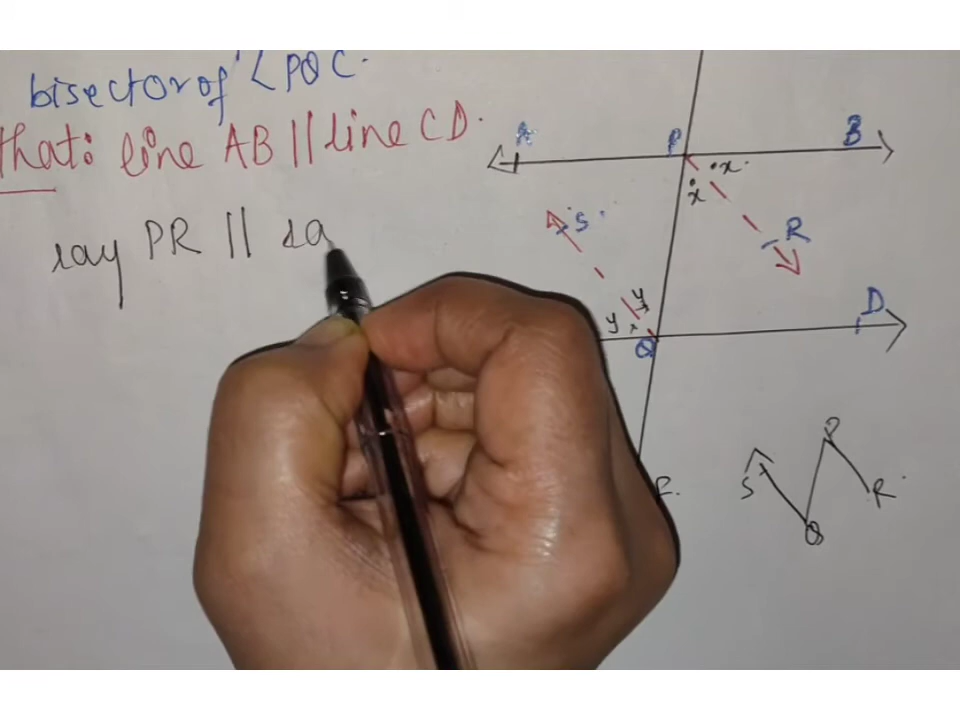 bisector of ∠PQC.
that: line AB || line CD.
ray PR || ra
A
P
B
x
x
S
R
y
y
Q
D
F.
P
S
R
Q